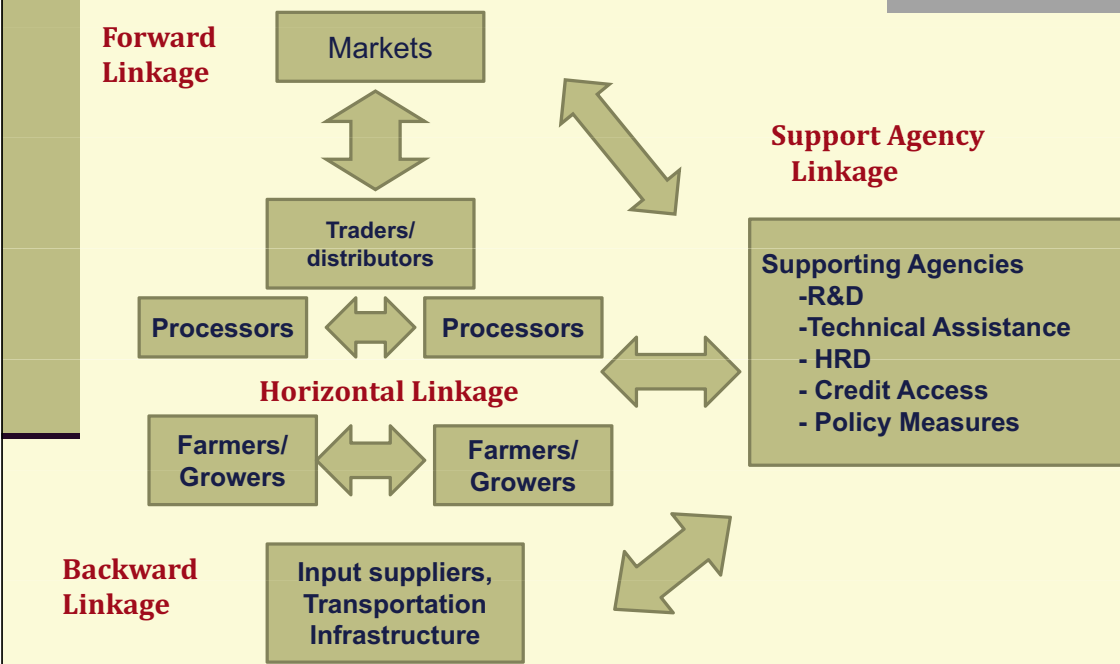 Forward
Linkage
Markets
Support Agency
Linkage
Traders/
distributors
Supporting Agencies
-R&D
-Technical Assistance
- HRD
- Credit Access
- Policy Measures
Processors
Processors
Horizontal Linkage
Farmers/
Growers
Farmers/
Growers
Backward
Linkage
Input suppliers,
Transportation
Infrastructure